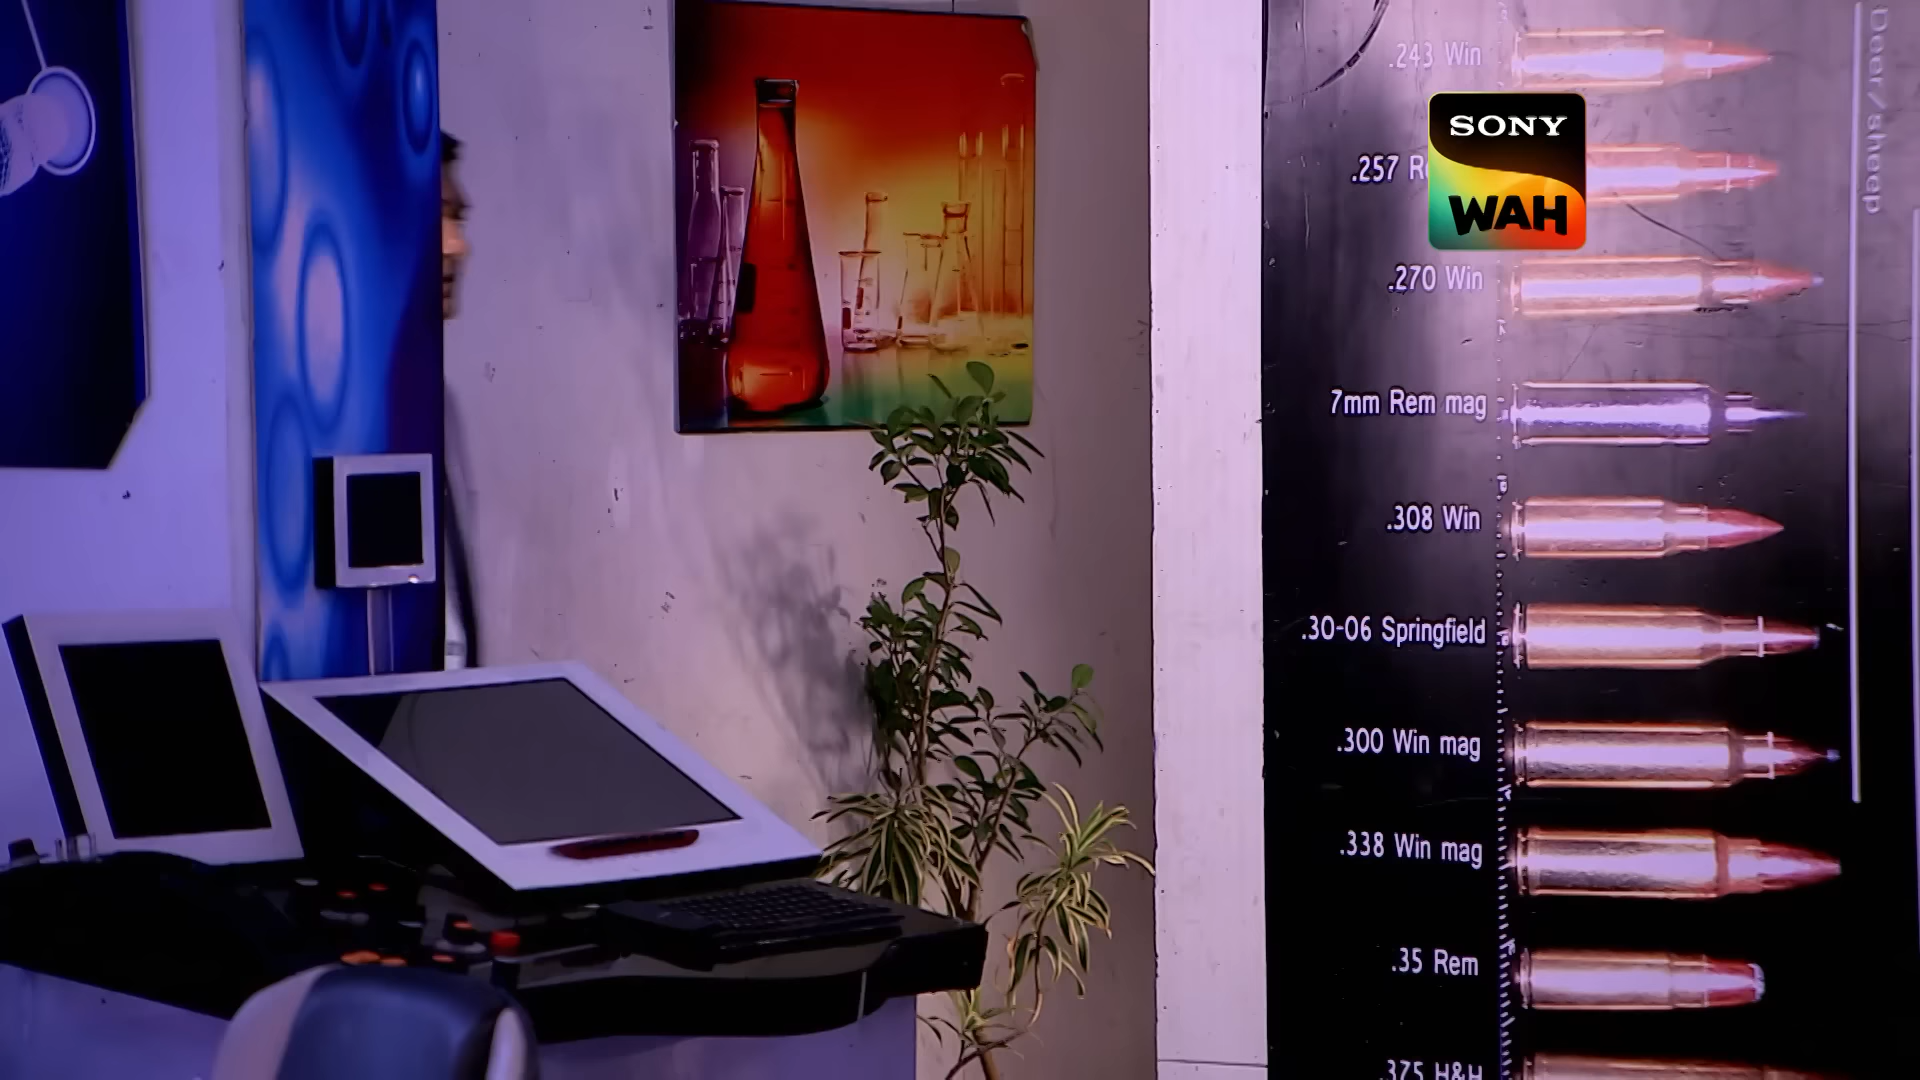 .243 Win
SONY
WAH
.257 R
.270 Win
7mm Rem mag
.308 Win
.30-06 Springfield
.300 Win mag
.338 Win mag
.35 Rem
.375 H&H
Deer/sheep